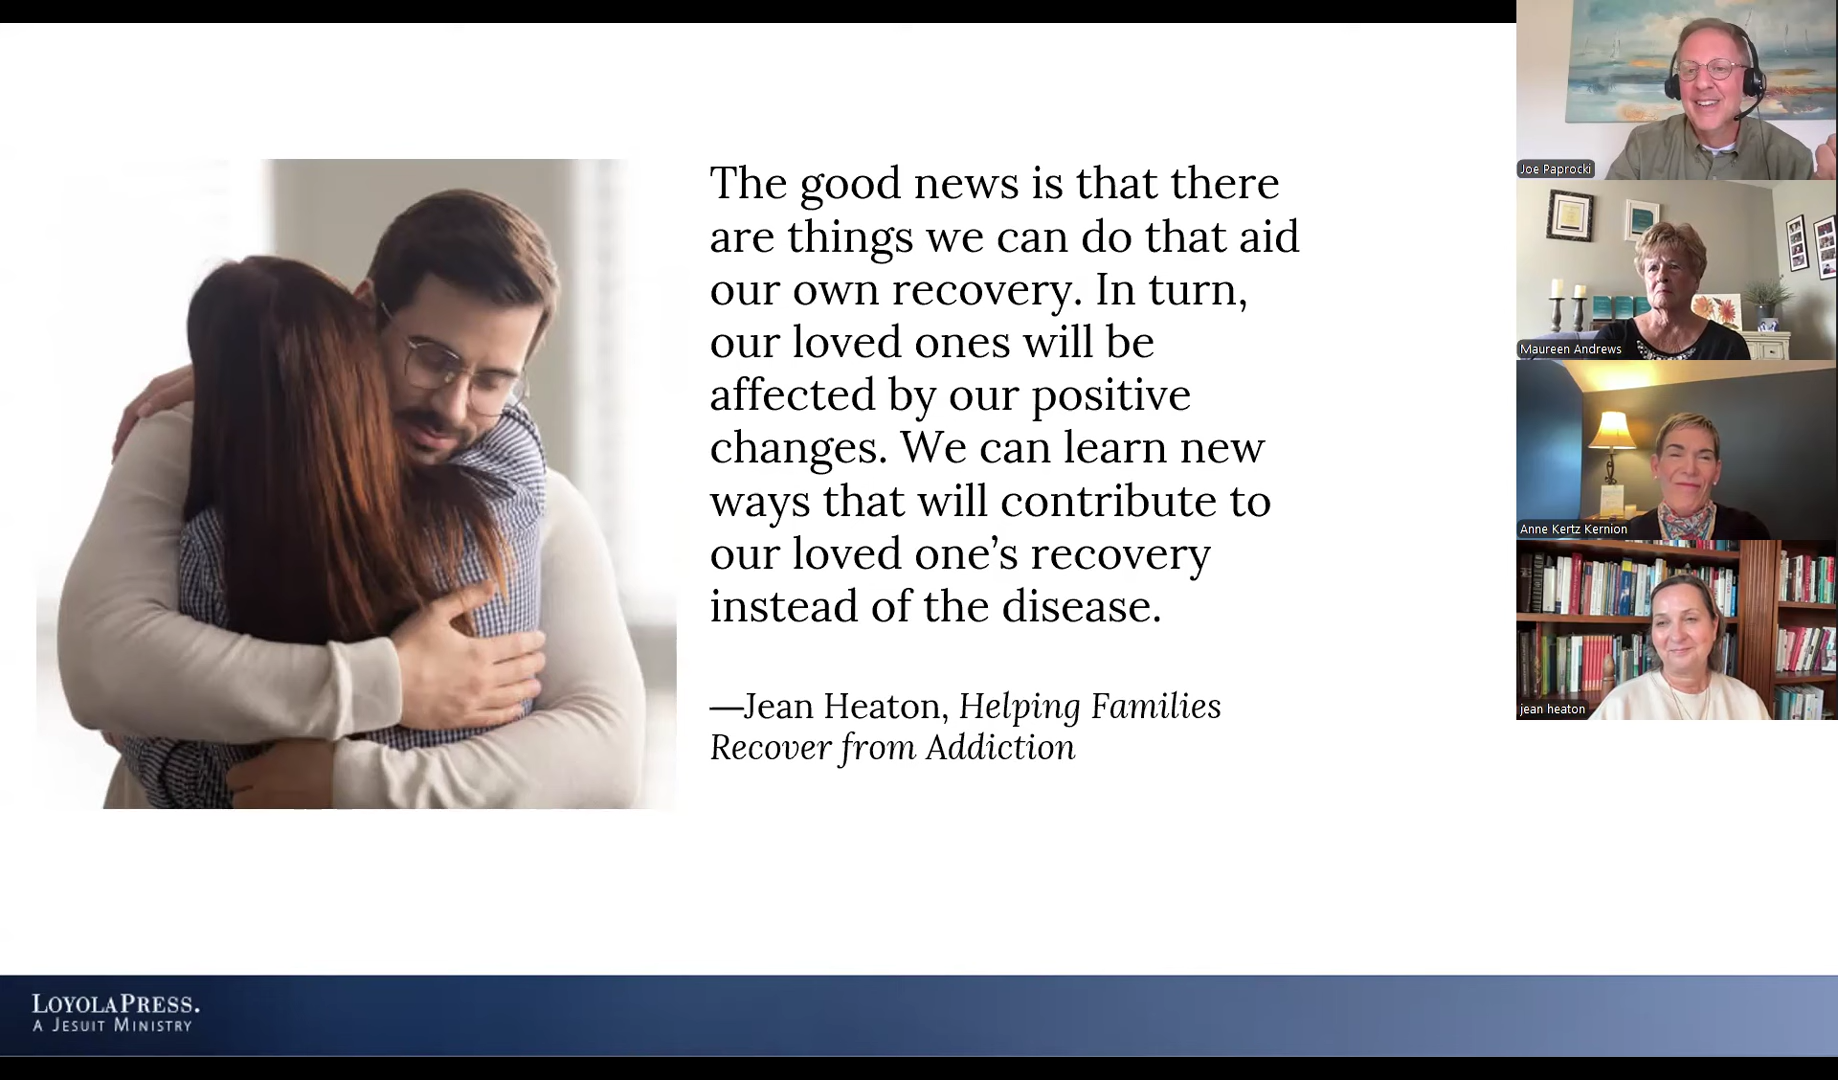 The good news is that there
are things we can do that aid
our own recovery. In turn,
our loved ones will be
affected by our positive
changes. We can learn new
ways that will contribute to
our loved one’s recovery
instead of the disease.
—Jean Heaton, Helping Families
Recover from Addiction
Joe Paprocki
Maureen Andrews
Anne Kertz Kernion
jean heaton
LOYOLAPRESS.
A JESUIT MINISTRY